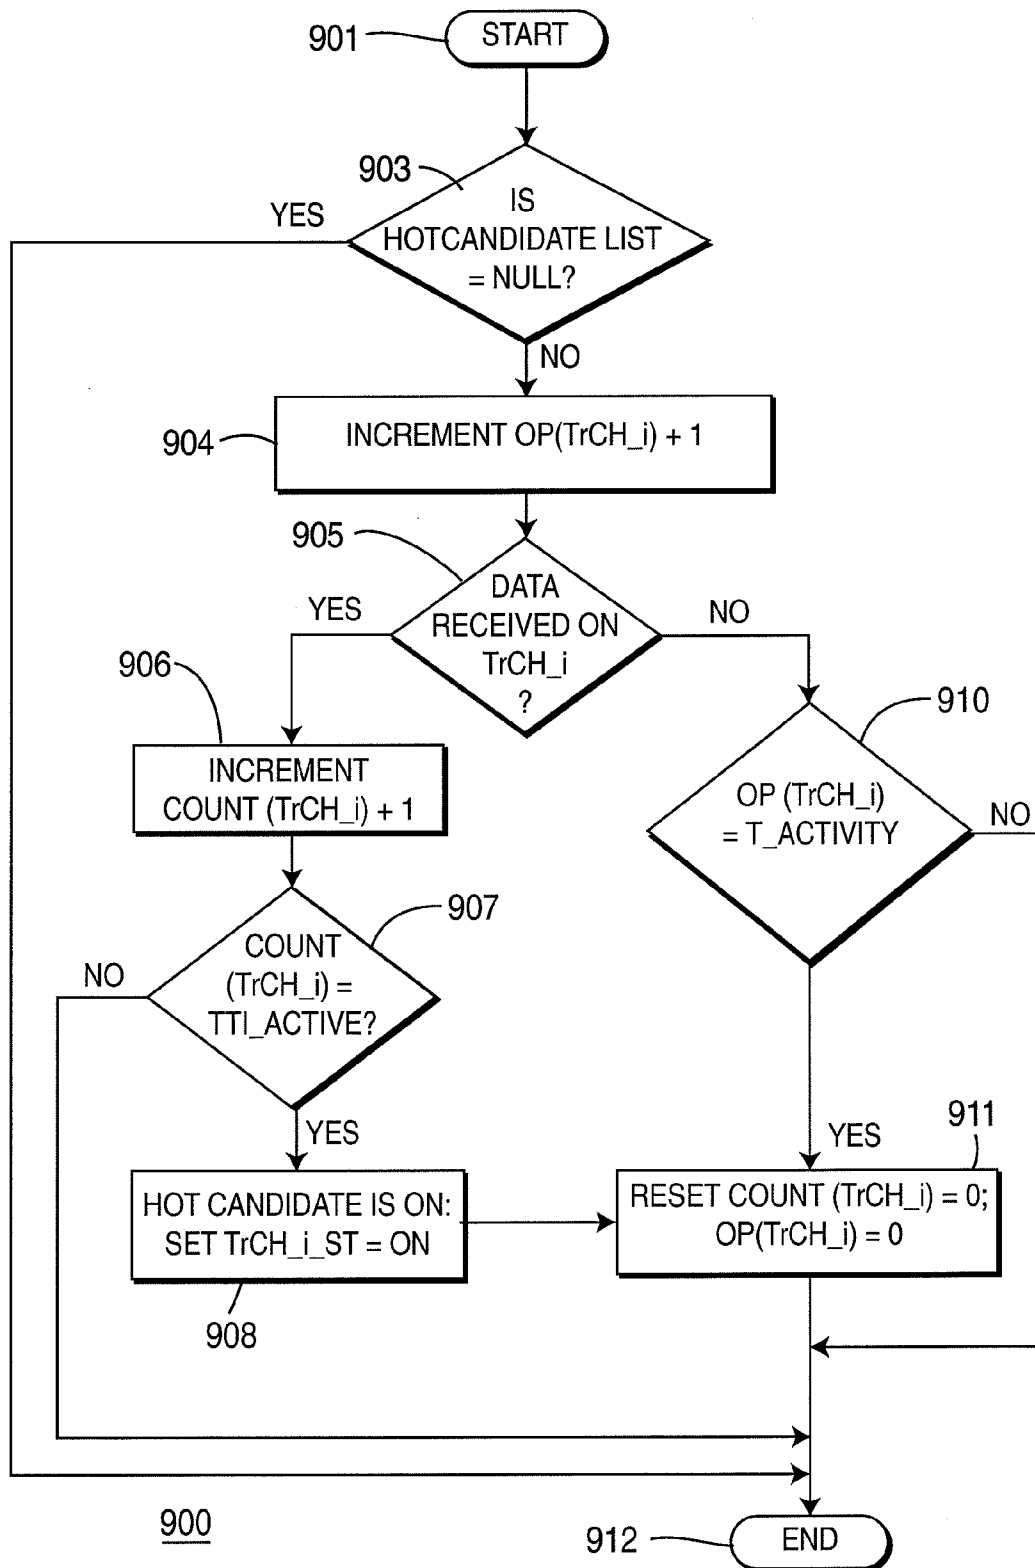 901
START
903
IS
HOTCANDIDATE LIST
= NULL?
YES
NO
904
INCREMENT OP(TrCH_i) + 1
905
DATA
RECEIVED ON
TrCH_i
?
YES
NO
906
INCREMENT
COUNT (TrCH_i) + 1
910
OP (TrCH_i)
= T_ACTIVITY
NO
907
COUNT
(TrCH_i) =
TTI_ACTIVE?
NO
YES
YES
911
HOT CANDIDATE IS ON:
SET TrCH_i_ST = ON
908
RESET COUNT (TrCH_i) = 0;
OP(TrCH_i) = 0
900
912
END